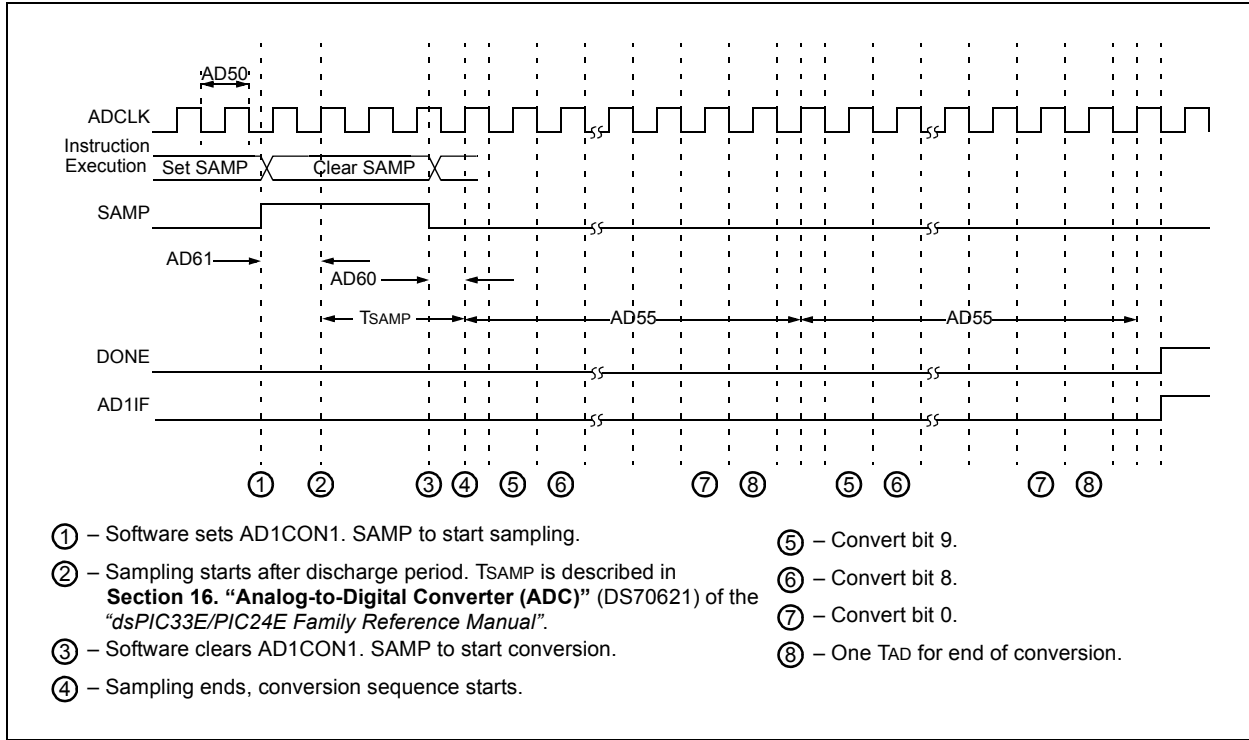 AD50
ADCLK
Instruction
Execution
Set SAMP
Clear SAMP
SAMP
AD61
AD60
TSAMP
AD55
AD55
DONE
AD1IF
1 2 3 4 5 6 7 8 5 6 7 8
1 – Software sets AD1CON1. SAMP to start sampling.
2 – Sampling starts after discharge period. TSAMP is described in
Section 16. “Analog-to-Digital Converter (ADC)” (DS70621) of the
“dsPIC33E/PIC24E Family Reference Manual”.
3 – Software clears AD1CON1. SAMP to start conversion.
4 – Sampling ends, conversion sequence starts.
5 – Convert bit 9.
6 – Convert bit 8.
7 – Convert bit 0.
8 – One TAD for end of conversion.